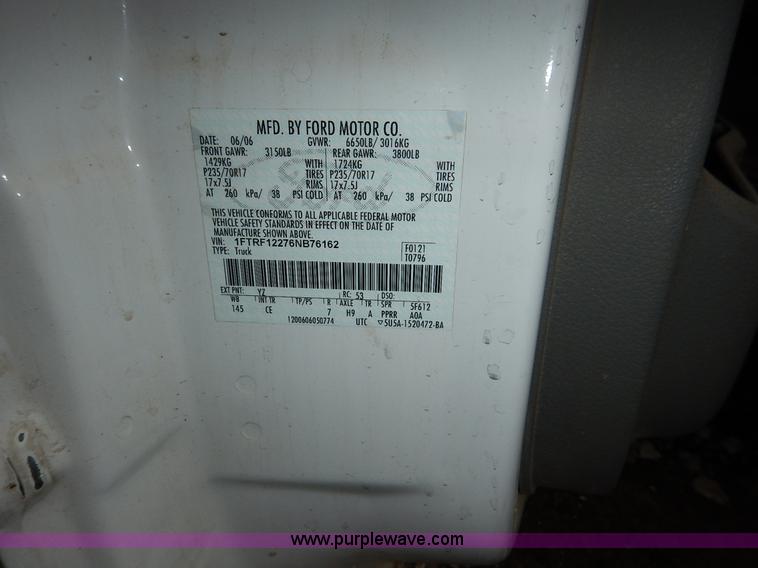 MFD. BY FORD MOTOR CO.
DATE: 06/06 GVWR: 6650LB/ 3016KG
FRONT GAWR: 3150LB REAR GAWR: 3800LB
1429KG WITH 1724KG WITH
P235/70R17 TIRES P235/70R17 TIRES
17x7.5J RIMS 17x7.5J RIMS
AT 260 kPa/ 38 PSI COLD AT 260 kPa/ 38 PSI COLD
THIS VEHICLE CONFORMS TO ALL APPLICABLE FEDERAL MOTOR
VEHICLE SAFETY STANDARDS IN EFFECT ON THE DATE OF
MANUFACTURE SHOWN ABOVE.
VIN: 1FTRF12276NB76162 F0121
TYPE: Truck T0796
EXT PNT: YZ RC: 53 DSO:
WB INT TR TP/PS R AXLE TR SPR 5F612
145 CE 7 H9 A PPRR A0A
1200606050774 UTC ▽5U5A-1520472-BA
www.purplewave.com